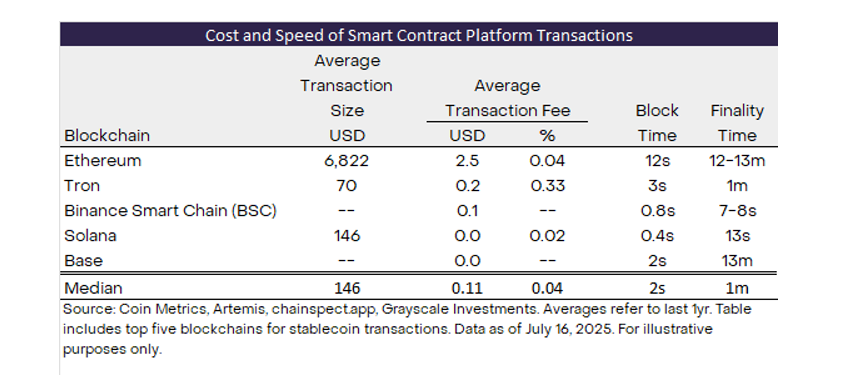 Cost and Speed of Smart Contract Platform Transactions
Average
Transaction Average
Size Transaction Fee Block Finality
Blockchain USD USD % Time Time
Ethereum 6,822 2.5 0.04 12s 12-13m
Tron 70 0.2 0.33 3s 1m
Binance Smart Chain (BSC) -- 0.1 -- 0.8s 7-8s
Solana 146 0.0 0.02 0.4s 13s
Base -- 0.0 -- 2s 13m
Median 146 0.11 0.04 2s 1m
Source: Coin Metrics, Artemis, chainspect.app, Grayscale Investments. Averages refer to last 1yr. Table
includes top five blockchains for stablecoin transactions. Data as of July 16, 2025. For illustrative
purposes only.